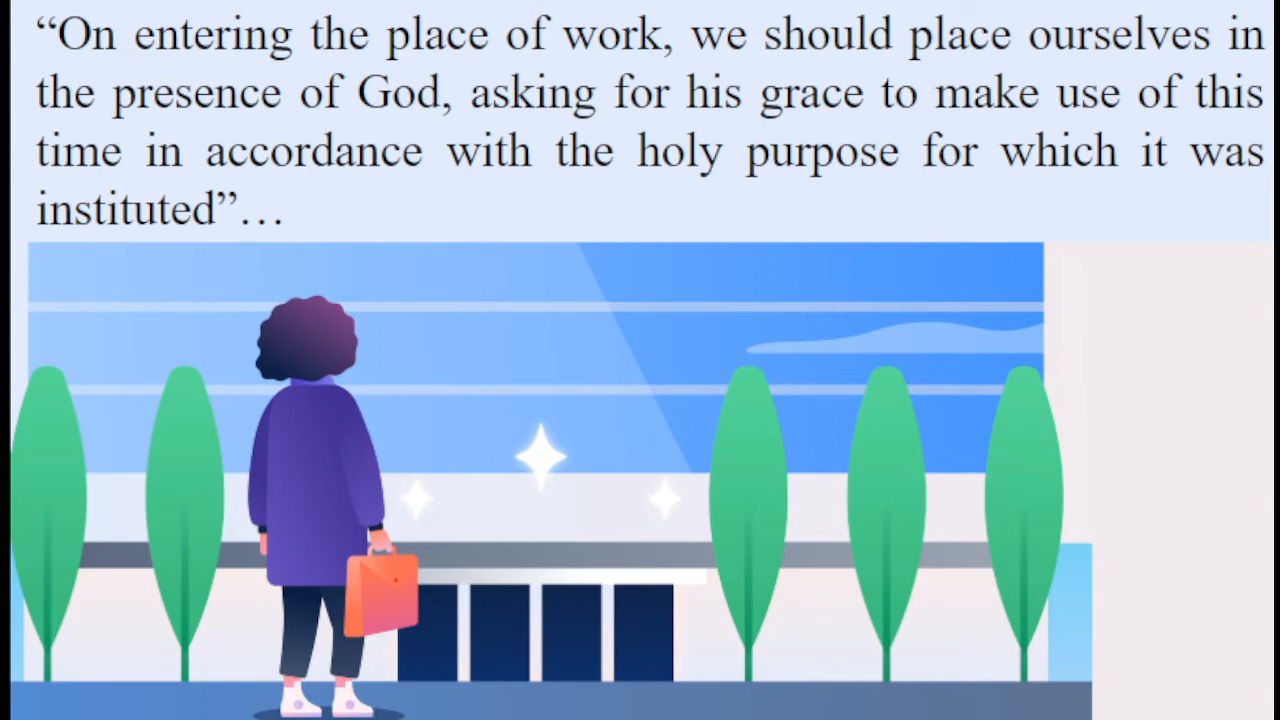 “On entering the place of work, we should place ourselves in
the presence of God, asking for his grace to make use of this
time in accordance with the holy purpose for which it was
instituted”…